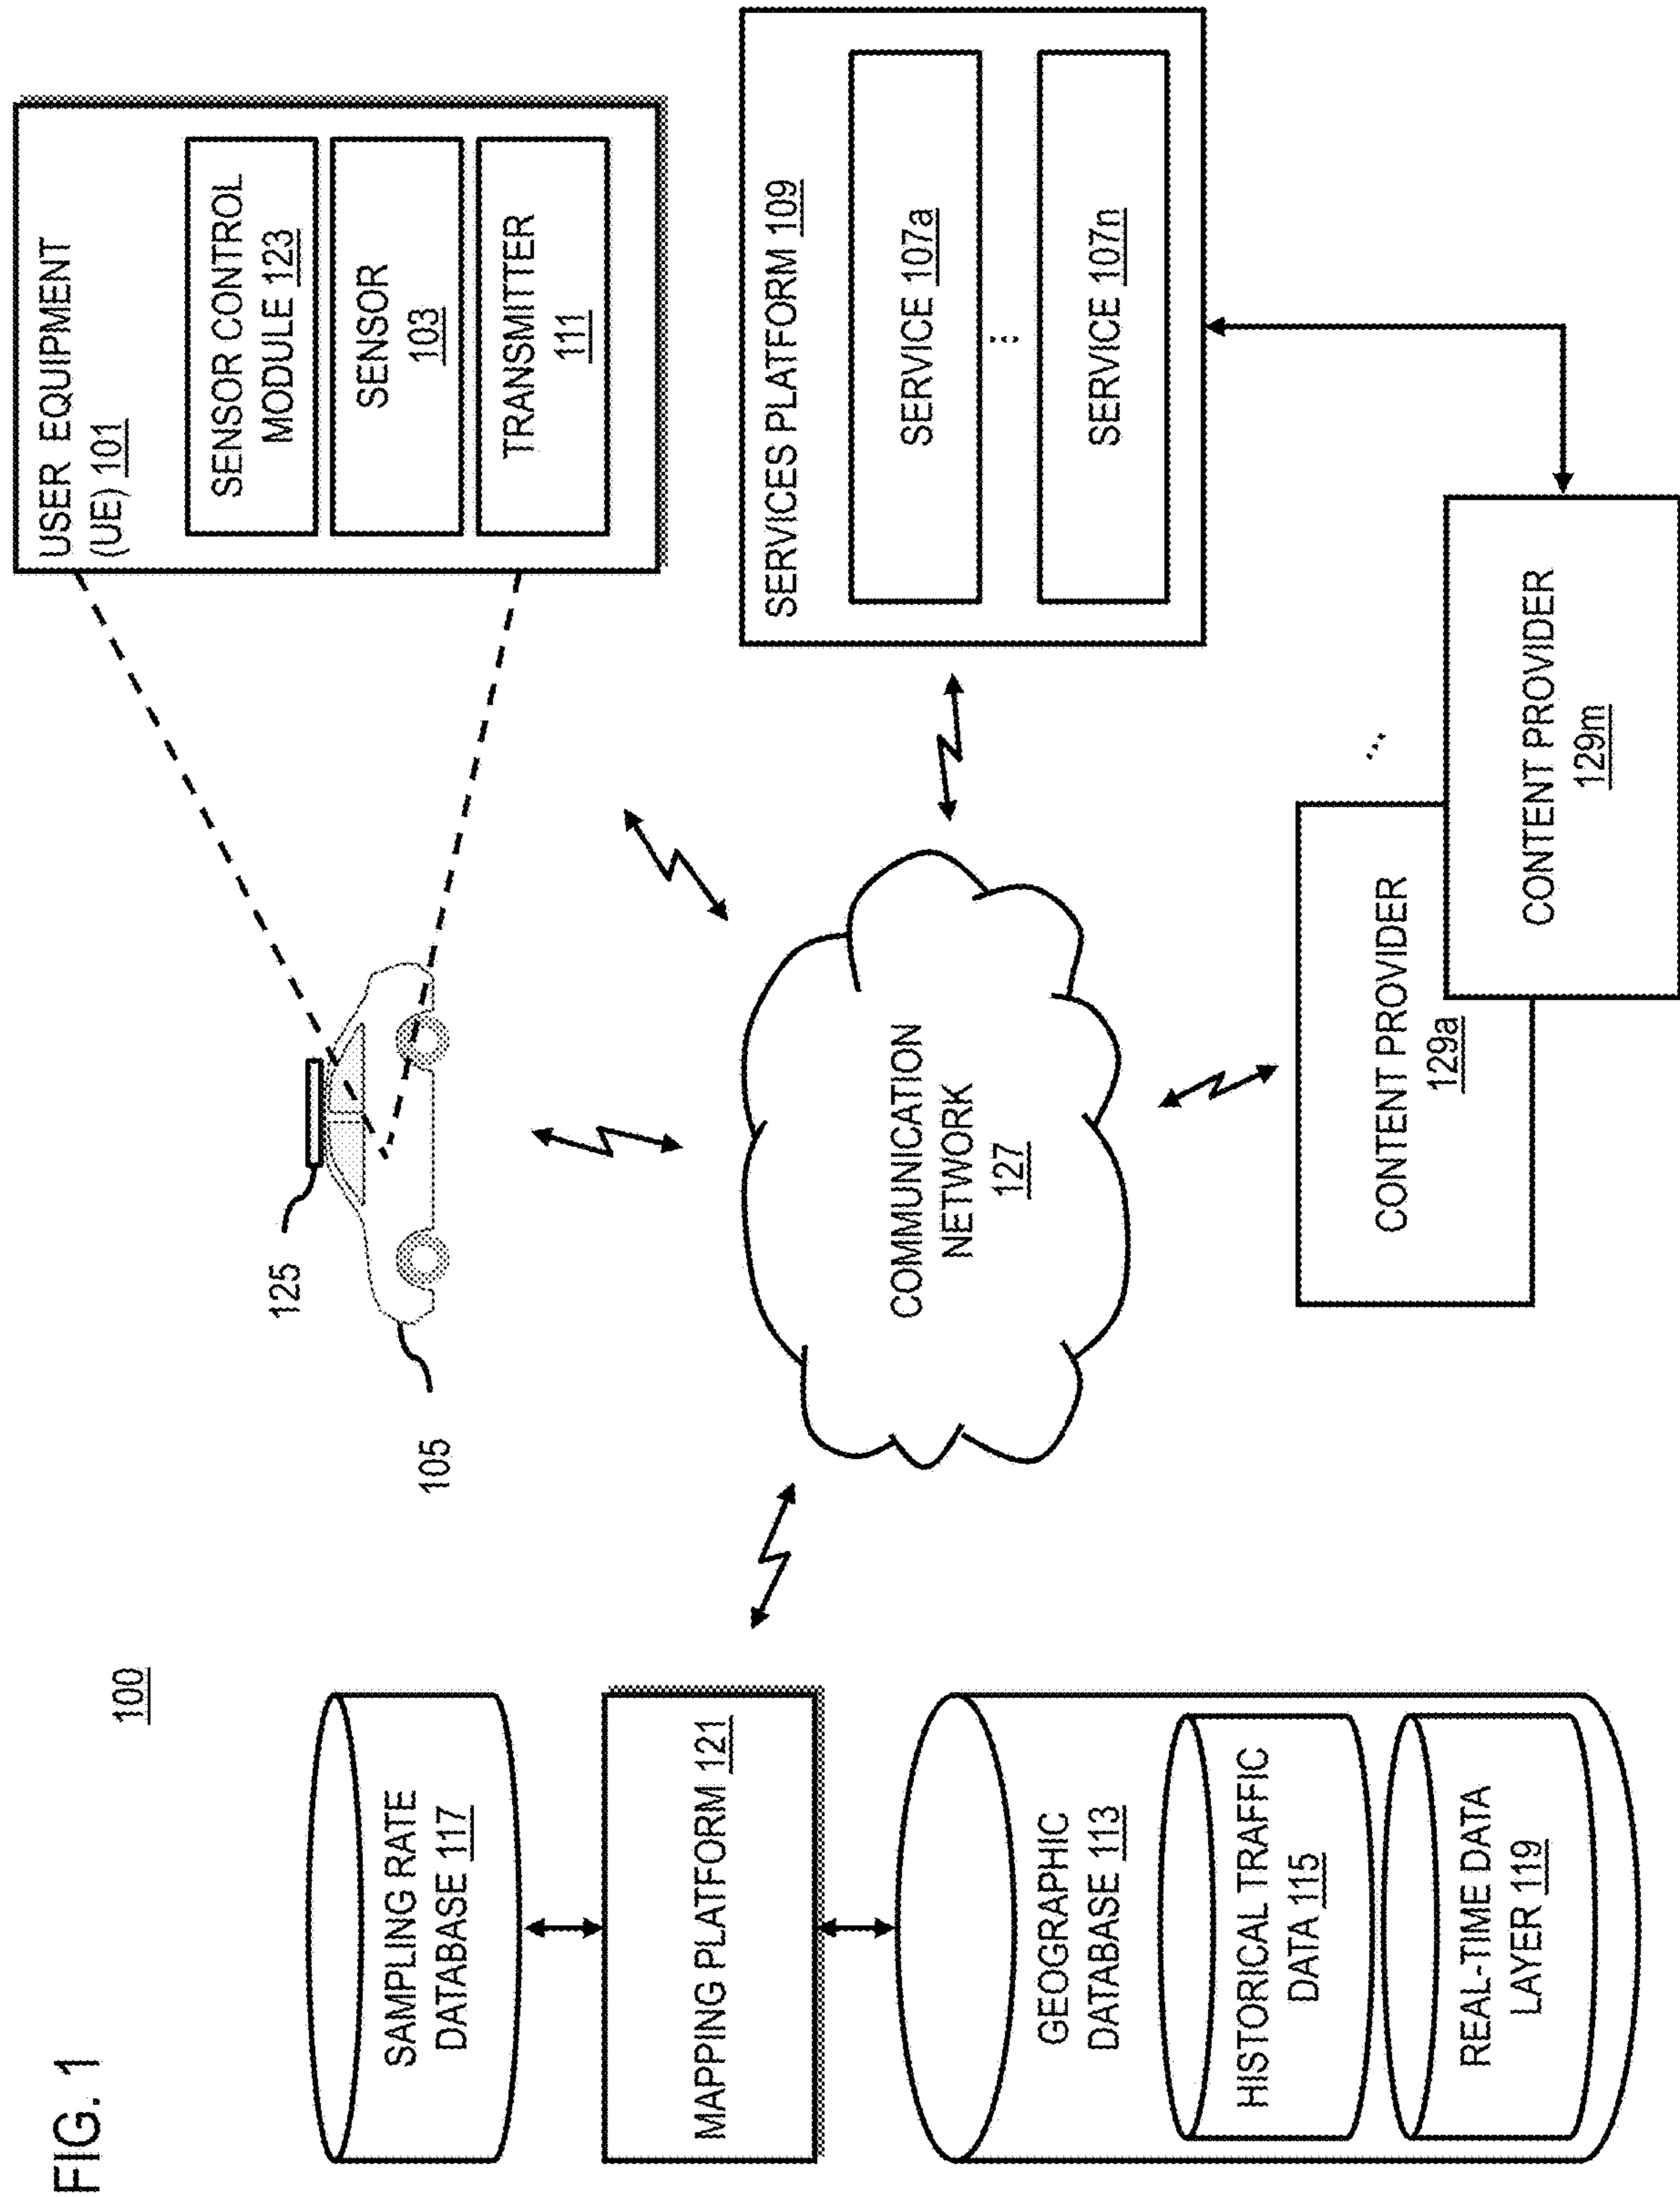 FIG. 1
100
SAMPLING RATE
DATABASE 117
MAPPING PLATFORM 121
GEOGRAPHIC
DATABASE 113
HISTORICAL TRAFFIC
DATA 115
REAL-TIME DATA
LAYER 119
125
105
COMMUNICATION
NETWORK
127
USER EQUIPMENT
(UE) 101
SENSOR CONTROL
MODULE 123
SENSOR
103
TRANSMITTER
111
SERVICES PLATFORM 109
SERVICE 107a
...
SERVICE 107n
CONTENT PROVIDER
129a
...
CONTENT PROVIDER
129m